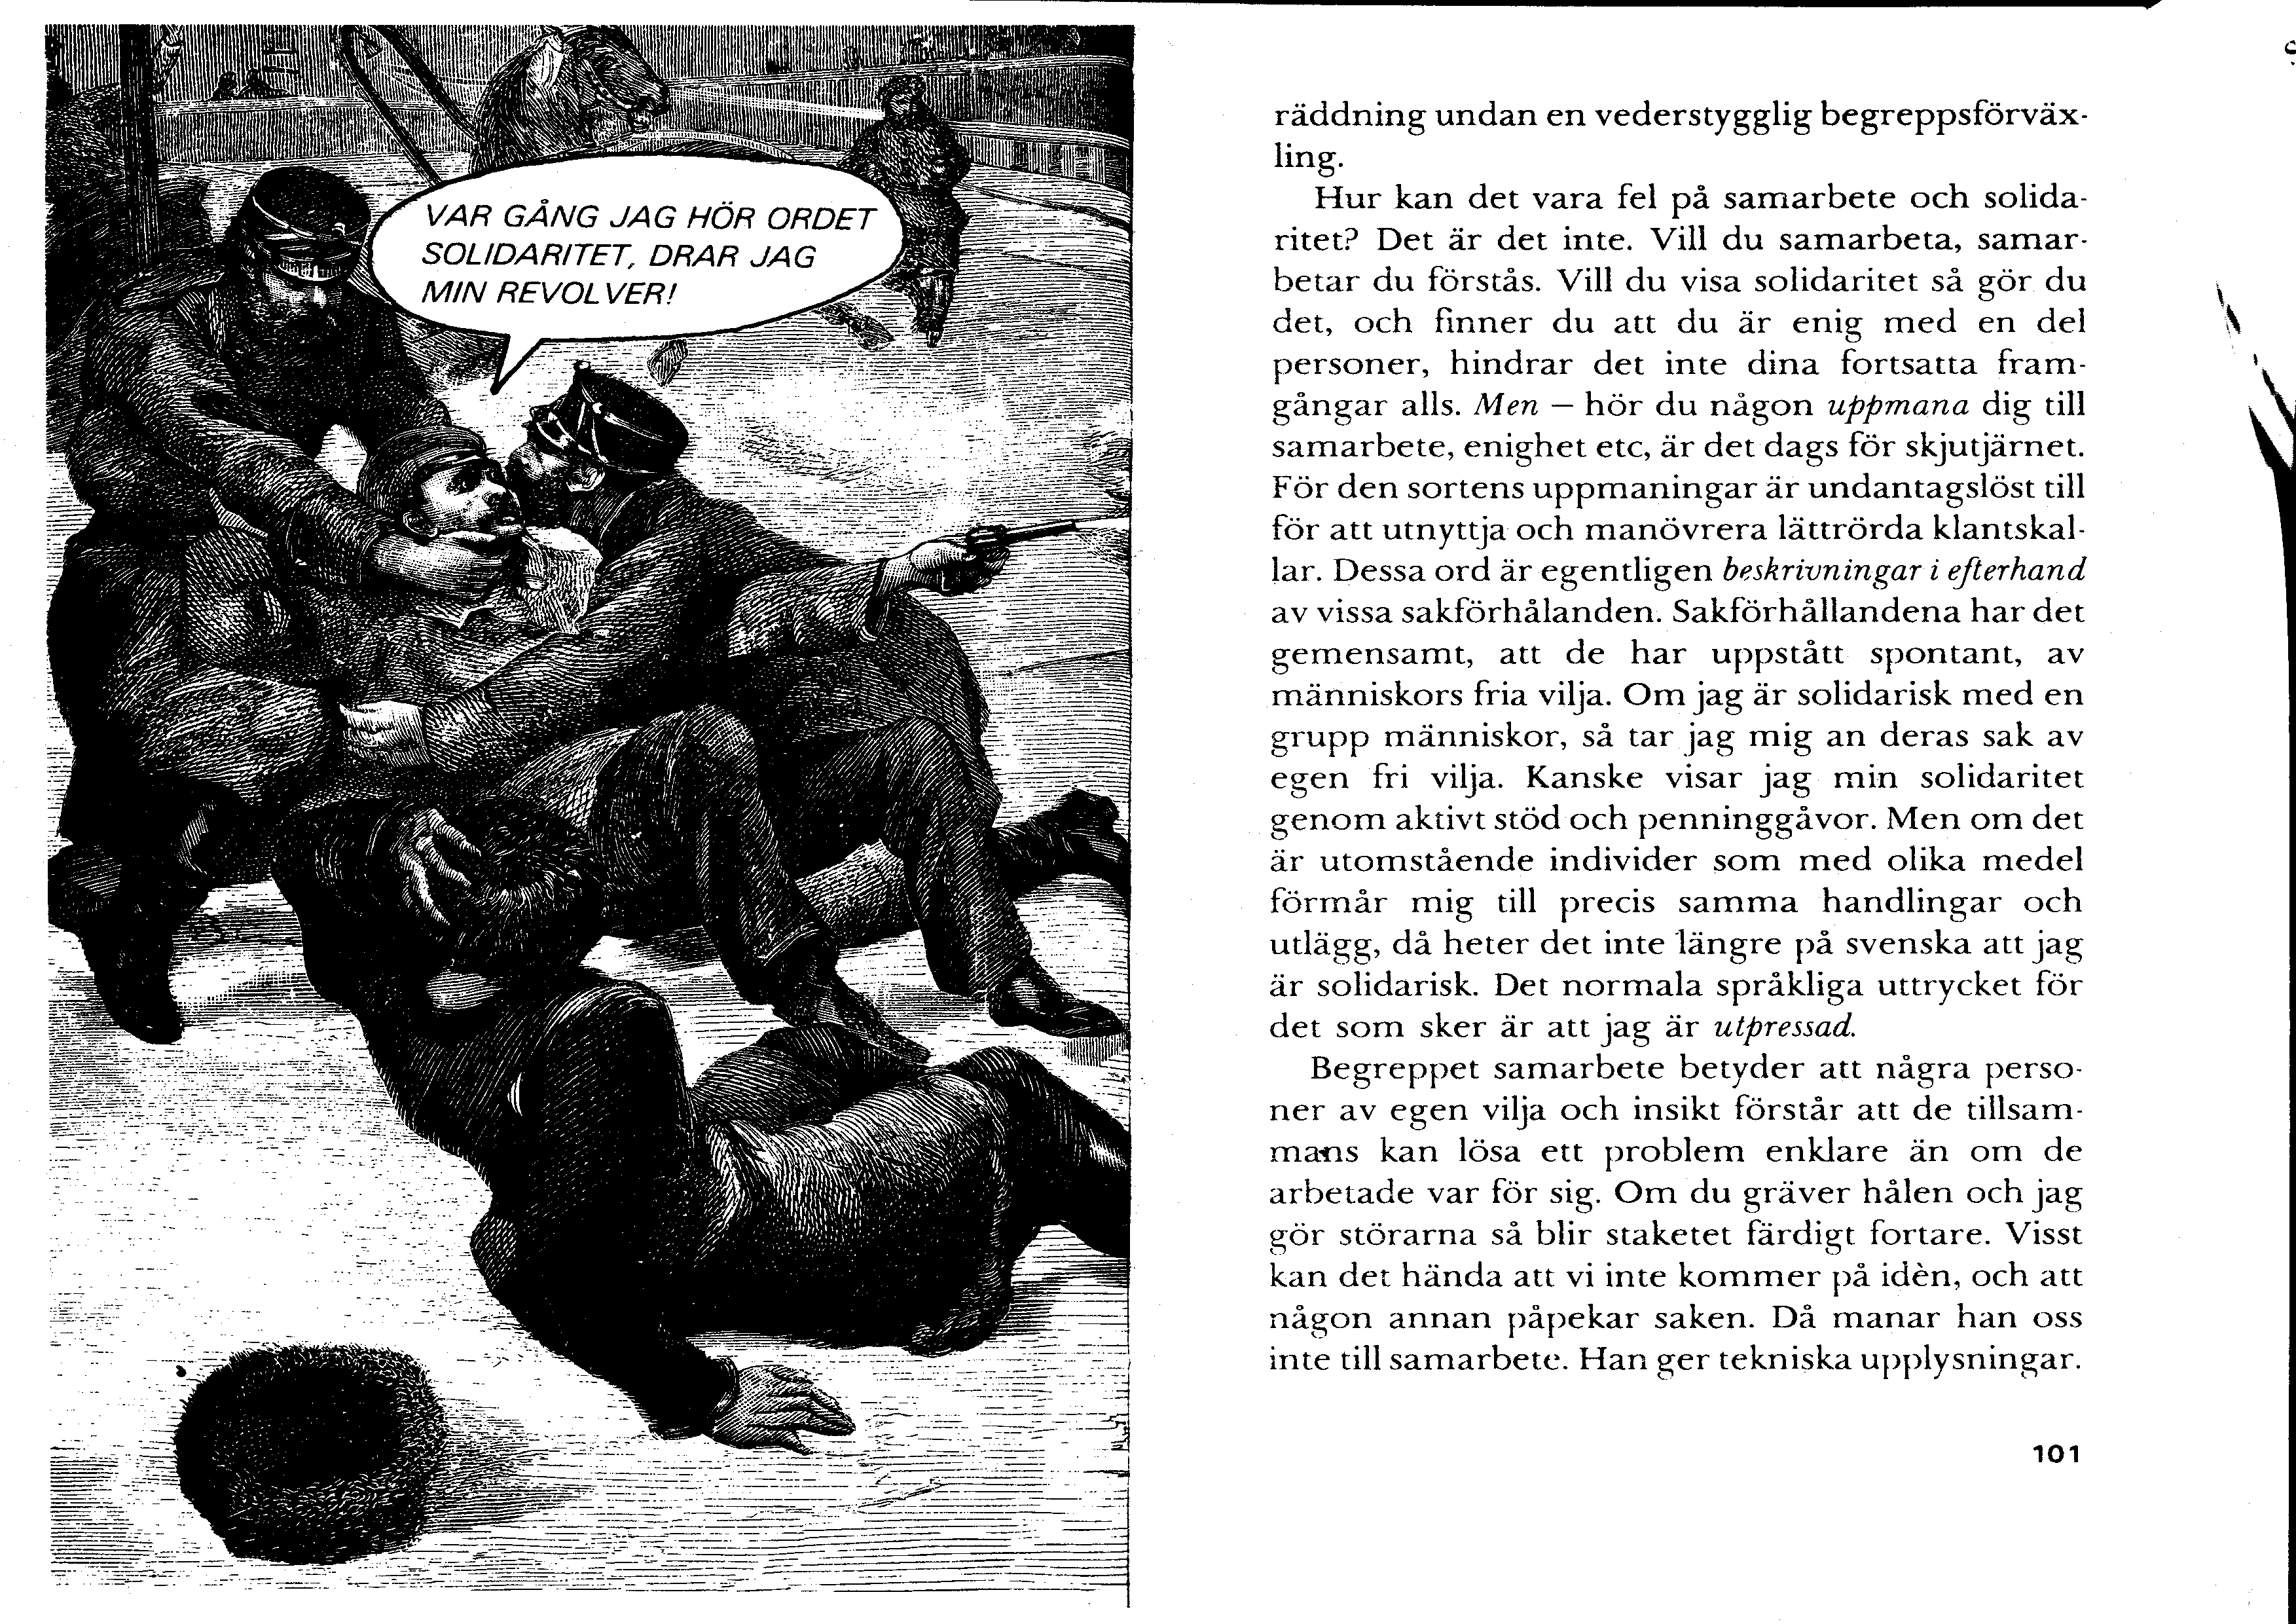 VAR GÅNG JAG HÖR ORDET
SOLIDARITET, DRAR JAG
MIN REVOLVER!
räddning undan en vederstygglig begreppsförväx-
ling.
Hur kan det vara fel på samarbete och solida-
ritet? Det är det inte. Vill du samarbeta, samar-
betar du förstås. Vill du visa solidaritet så gör du
det, och finner du att du är enig med en del
personer, hindrar det inte dina fortsatta fram-
gångar alls. Men — hör du någon uppmana dig till
samarbete, enighet etc, är det dags för skjutjärnet.
För den sortens uppmaningar är undantagslöst till
för att utnyttja och manövrera lättrörda klantskal-
lar. Dessa ord är egentligen beskrivningar i efterhand
av vissa sakförhålanden. Sakförhållandena har det
gemensamt, att de har uppstått spontant, av
människors fria vilja. Om jag är solidarisk med en
grupp människor, så tar jag mig an deras sak av
egen fri vilja. Kanske visar jag min solidaritet
genom aktivt stöd och penninggåvor. Men om det
är utomstående individer som med olika medel
förmår mig till precis samma handlingar och
utlägg, då heter det inte längre på svenska att jag
är solidarisk. Det normala språkliga uttrycket för
det som sker är att jag är utpressad.
Begreppet samarbete betyder att några perso-
ner av egen vilja och insikt förstår att de tillsam-
mans kan lösa ett problem enklare än om de
arbetade var för sig. Om du gräver hålen och jag
gör störarna så blir staketet färdigt fortare. Visst
kan det hända att vi inte kommer på idèn, och att
någon annan påpekar saken. Då manar han oss
inte till samarbete. Han ger tekniska upplysningar.
101